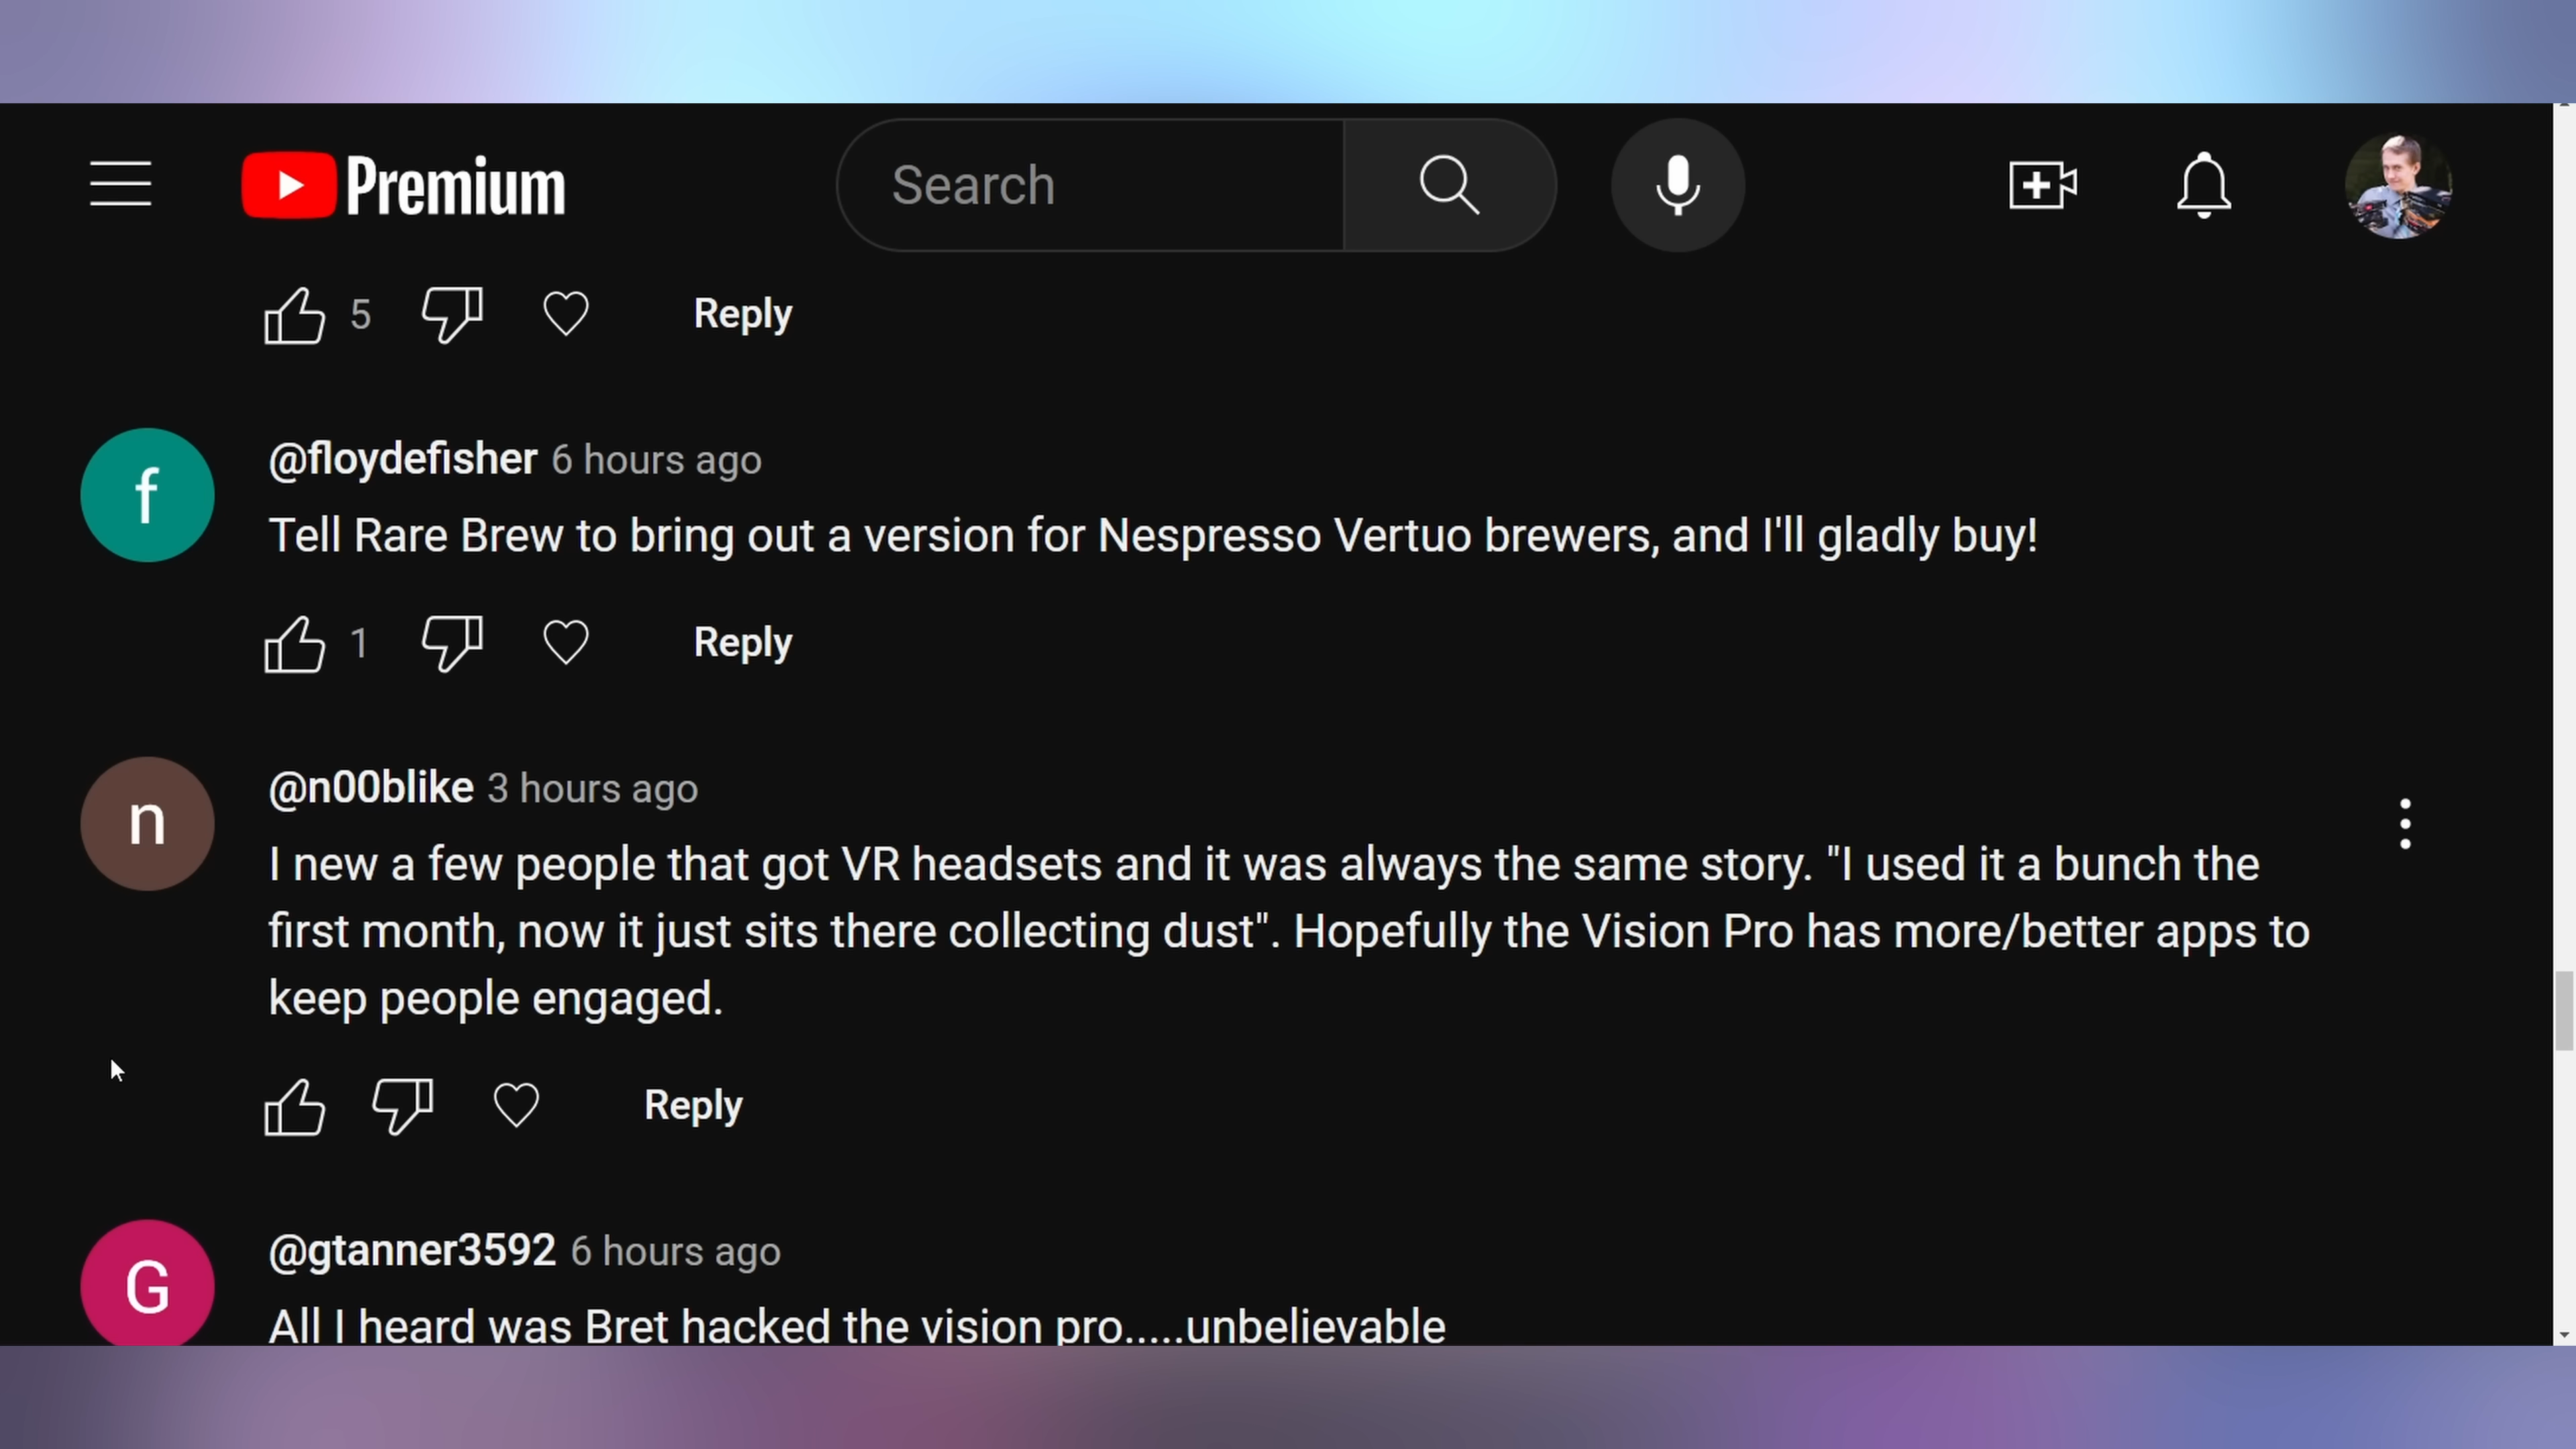 Premium
Search
5
Reply
f
@floydefisher 6 hours ago
Tell Rare Brew to bring out a version for Nespresso Vertuo brewers, and I'll gladly buy!
1
Reply
n
@n00blike 3 hours ago
I new a few people that got VR headsets and it was always the same story. "I used it a bunch the
first month, now it just sits there collecting dust". Hopefully the Vision Pro has more/better apps to
keep people engaged.
Reply
G
@gtanner3592 6 hours ago
All I heard was Bret hacked the vision pro.....unbelievable